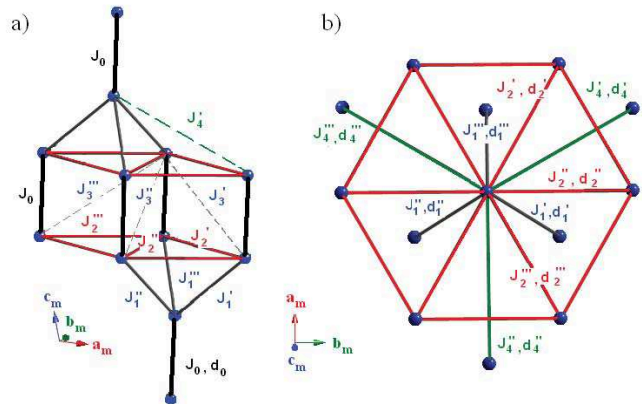 a)
J₀
J₄'
J₀
J₃'''
J₃''
J₃'
J₂'''
J₂''
J₂'
J₁'''
J₁''
J₁'
cₘ
bₘ
aₘ
J₀, d₀
b)
J₂', d₂'
J₄', d₄'
J₄''', d₄'''
J₁''', d₁'''
J₂'', d₂''
J₁'', d₁''
J₁', d₁'
J₂''', d₂'''
aₘ
bₘ
cₘ
J₄'', d₄''